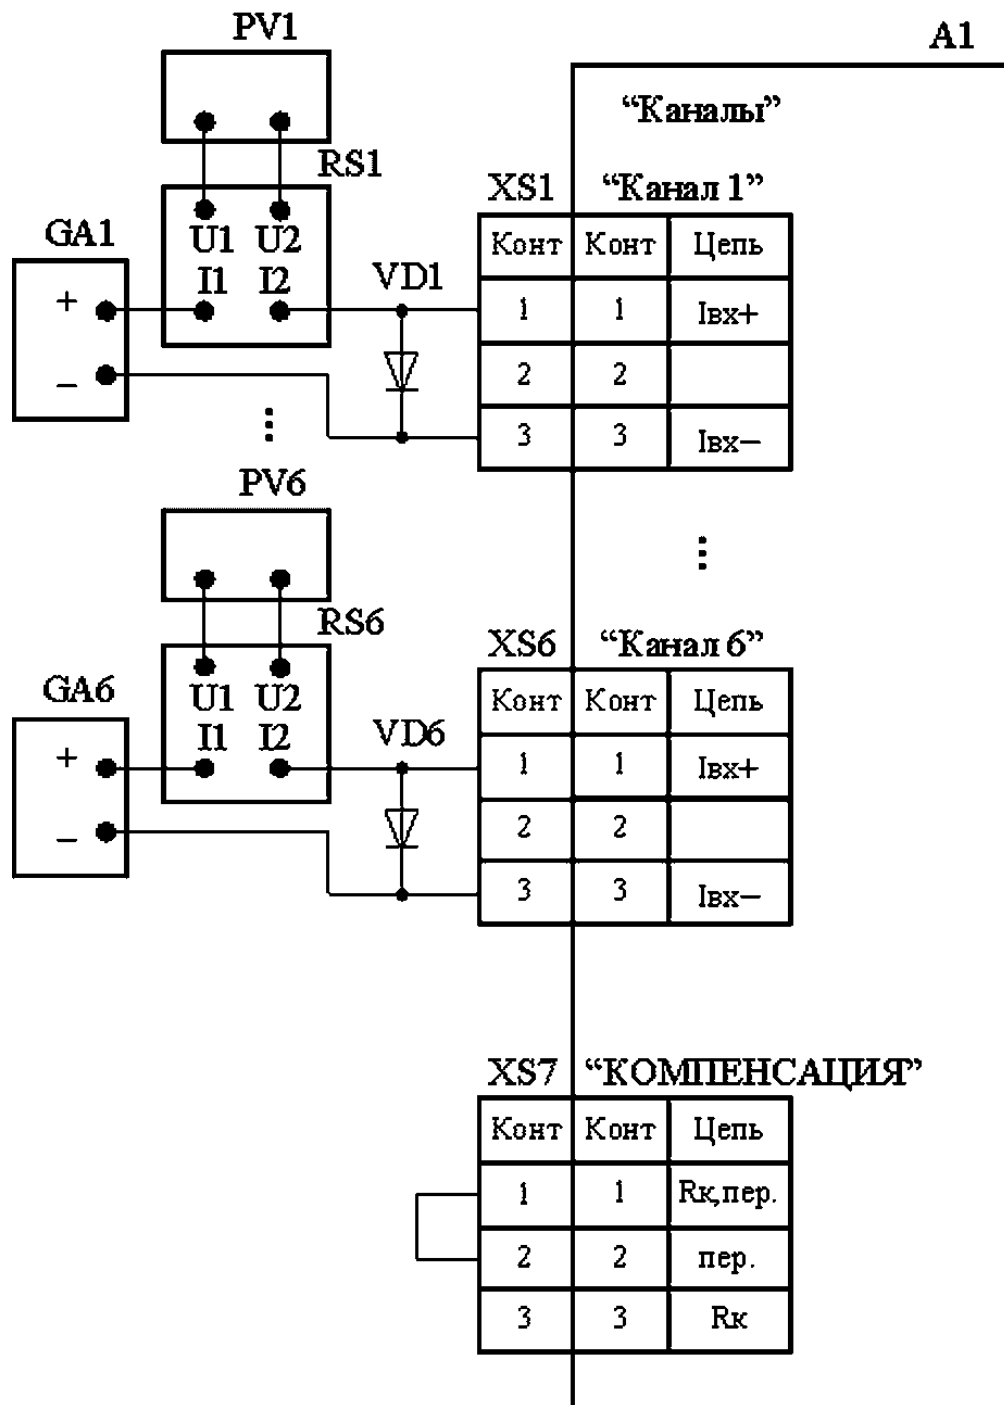 PV1
A1
“Каналы”
RS1
XS1 “Канал 1”
GA1
U1 U2
Конт Конт Цепь
I1 I2
VD1
+
1 1 Iвх+
2 2
−
3 3 Iвх−
PV6
RS6
XS6 “Канал 6”
GA6
U1 U2
Конт Конт Цепь
I1 I2
VD6
+
1 1 Iвх+
2 2
−
3 3 Iвх−
XS7 “КОМПЕНСАЦИЯ”
Конт Конт Цепь
1 1 Rк,пер.
2 2 пер.
3 3 Rк